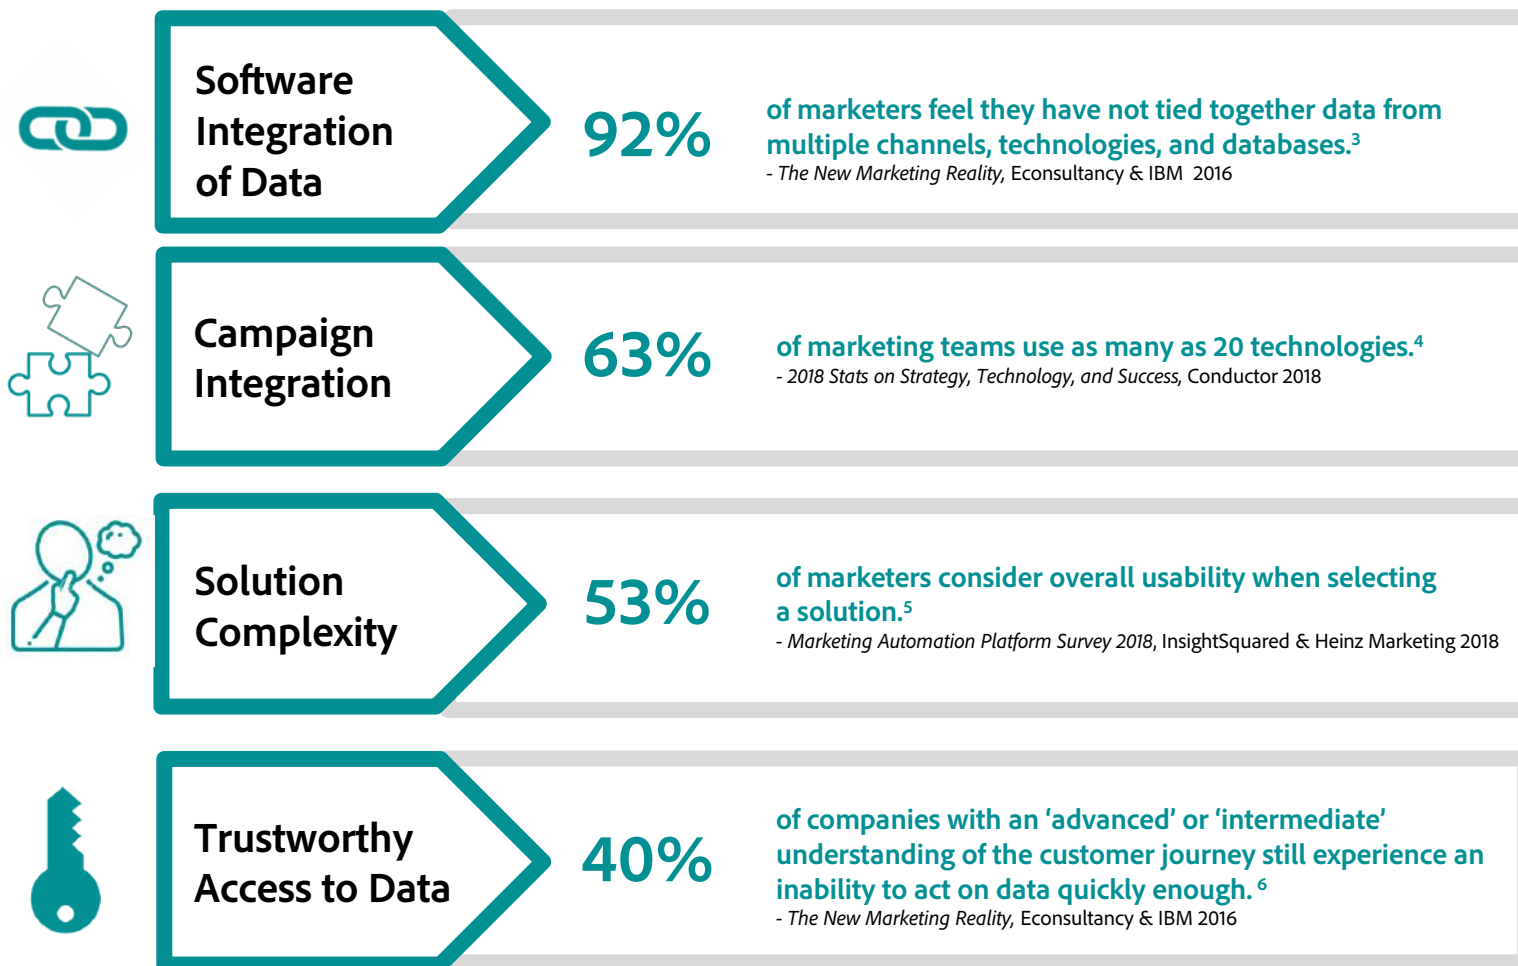 Software
Integration
of Data
92%
of marketers feel they have not tied together data from
multiple channels, technologies, and databases.³
- The New Marketing Reality, Econsultancy & IBM 2016
Campaign
Integration
63%
of marketing teams use as many as 20 technologies.⁴
- 2018 Stats on Strategy, Technology, and Success, Conductor 2018
Solution
Complexity
53%
of marketers consider overall usability when selecting
a solution.⁵
- Marketing Automation Platform Survey 2018, InsightSquared & Heinz Marketing 2018
Trustworthy
Access to Data
40%
of companies with an ‘advanced’ or ‘intermediate’
understanding of the customer journey still experience an
inability to act on data quickly enough. ⁶
- The New Marketing Reality, Econsultancy & IBM 2016